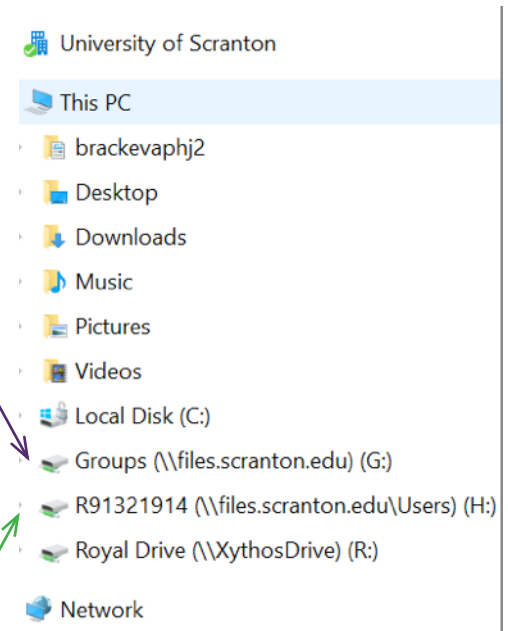 University of Scranton
This PC
brackevaphj2
Desktop
Downloads
Music
Pictures
Videos
Local Disk (C:)
Groups (\\files.scranton.edu) (G:)
R91321914 (\\files.scranton.edu\Users) (H:)
Royal Drive (\\XythosDrive) (R:)
Network